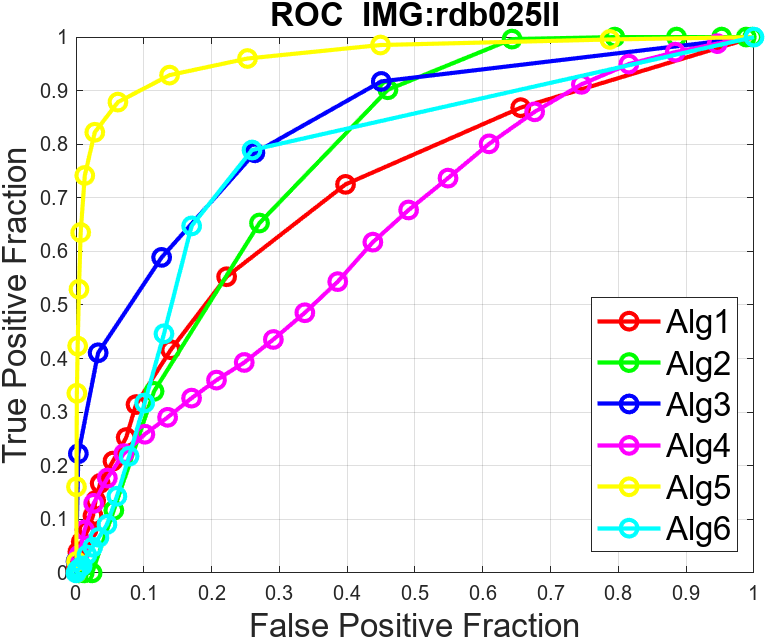 ROC IMG:rdb025ll
True Positive Fraction
1
0.9
0.8
0.7
0.6
0.5
0.4
0.3
0.2
0.1
0
0 0.1 0.2 0.3 0.4 0.5 0.6 0.7 0.8 0.9 1
False Positive Fraction
Alg1
Alg2
Alg3
Alg4
Alg5
Alg6